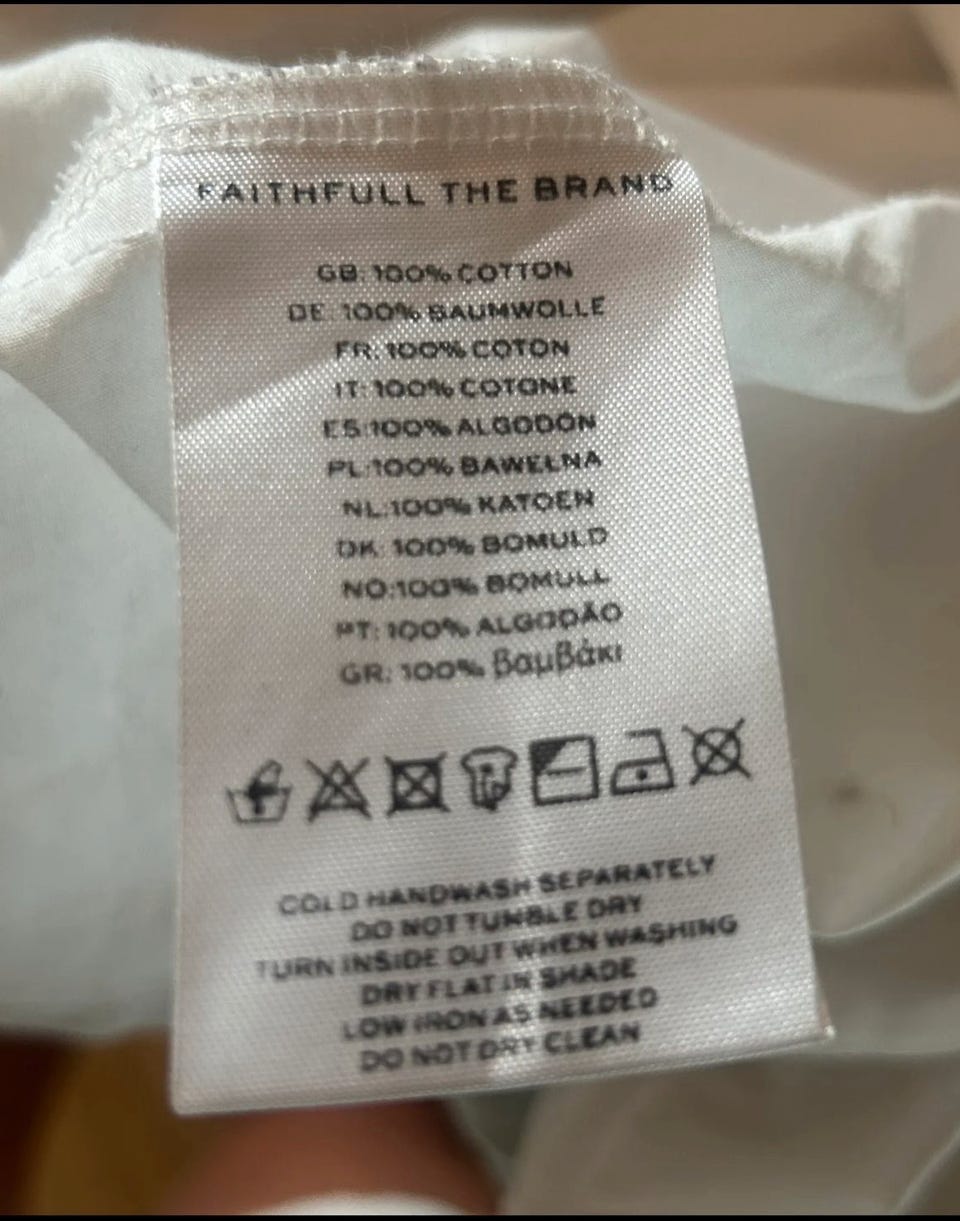 FAITHFULL THE BRAND
GB: 100% COTTON
DE: 100% BAUMWOLLE
FR: 100% COTON
IT: 100% COTONE
ES:100% ALGODÓN
PL:100% BAWEŁNA
NL:100% KATOEN
DK: 100% BOMULD
NO:100% BOMULL
PT: 100% ALGODÃO
GR: 100% βαμβάκι
COLD HANDWASH SEPARATELY
DO NOT TUMBLE DRY
TURN INSIDE OUT WHEN WASHING
DRY FLAT IN SHADE
LOW IRON AS NEEDED
DO NOT DRY CLEAN